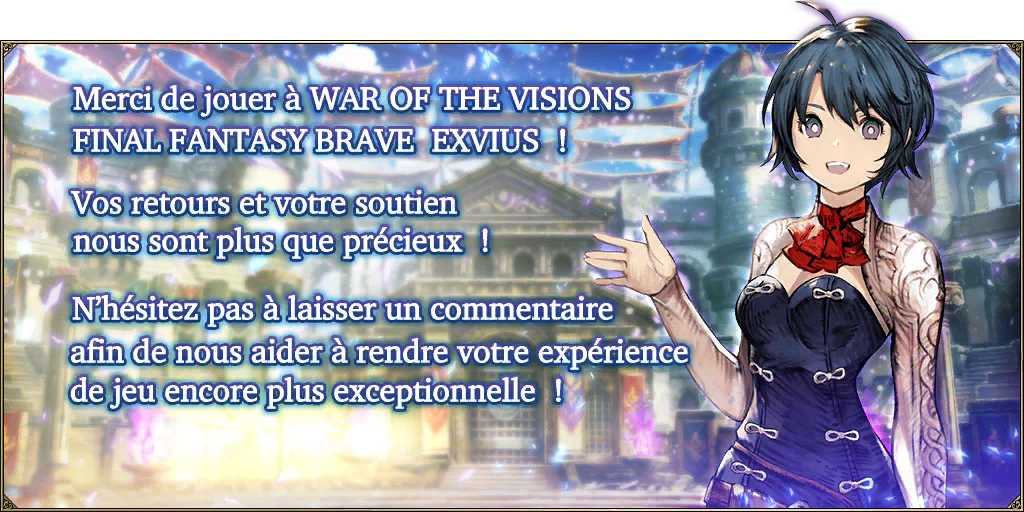 Merci de jouer à WAR OF THE VISIONS
FINAL FANTASY BRAVE EXVIUS !
Vos retours et votre soutien
nous sont plus que précieux !
N'hésitez pas à laisser un commentaire
afin de nous aider à rendre votre expérience
de jeu encore plus exceptionnelle !